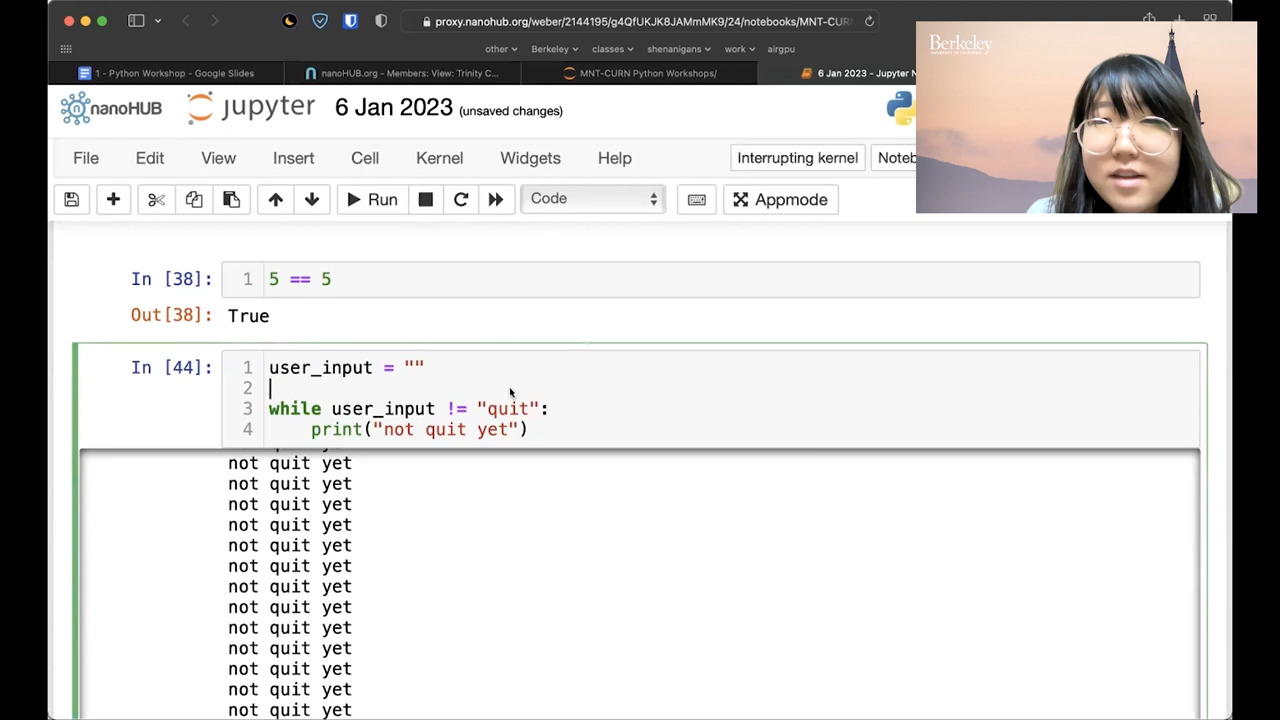 proxy.nanohub.org/weber/2144195/g4QfUKJK8JAMmMK9/24/notebooks/MNT-CURN
other Berkeley classes shenanigans work airgpu
1 - Python Workshop - Google Slides nanoHUB.org - Members: View: Trinity C... MNT-CURN Python Workshops/ 6 Jan 2023 - Jupyter N
Berkeley
nanoHUB jupyter 6 Jan 2023 (unsaved changes)
File Edit View Insert Cell Kernel Widgets Help Interrupting kernel Noteb
Run Code Appmode
In [38]: 1 5 == 5
Out[38]: True
In [44]: 1 user_input = ""
2
3 while user_input != "quit":
4 print("not quit yet")
not quit yet
not quit yet
not quit yet
not quit yet
not quit yet
not quit yet
not quit yet
not quit yet
not quit yet
not quit yet
not quit yet
not quit yet
not quit yet